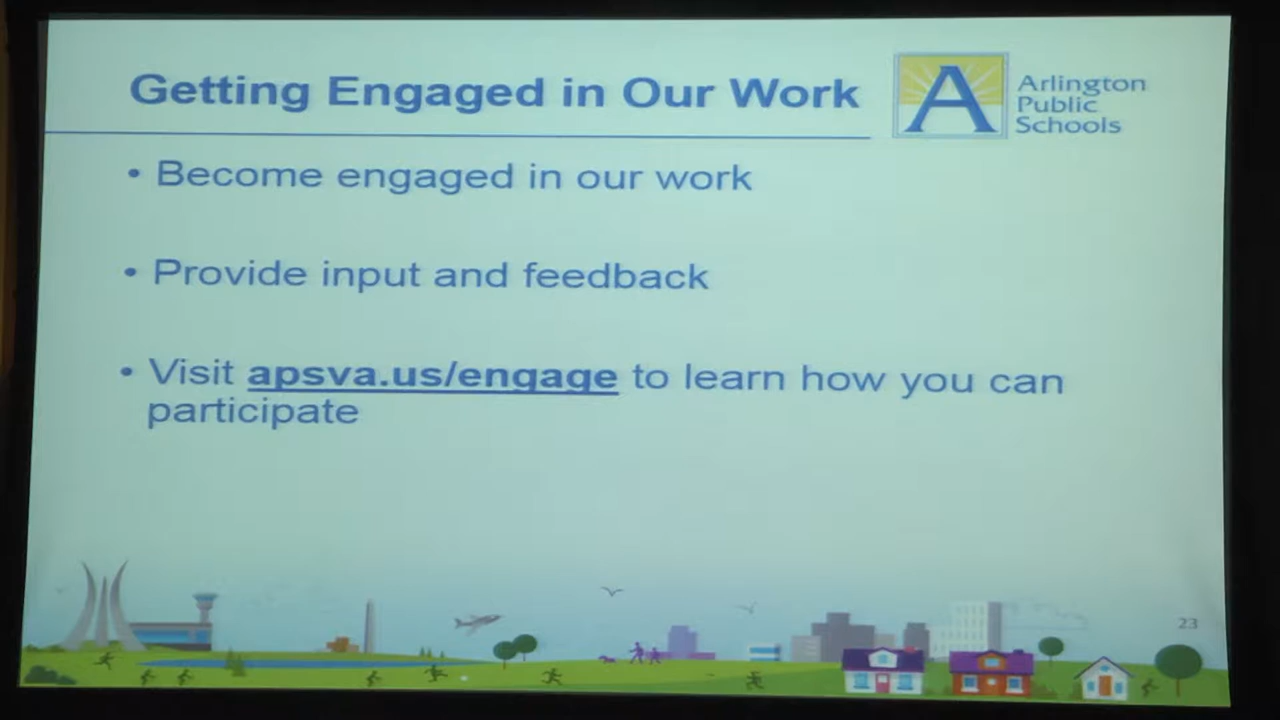 Getting Engaged in Our Work
A
Arlington
Public
Schools
• Become engaged in our work
• Provide input and feedback
• Visit apsva.us/engage to learn how you can
participate
23